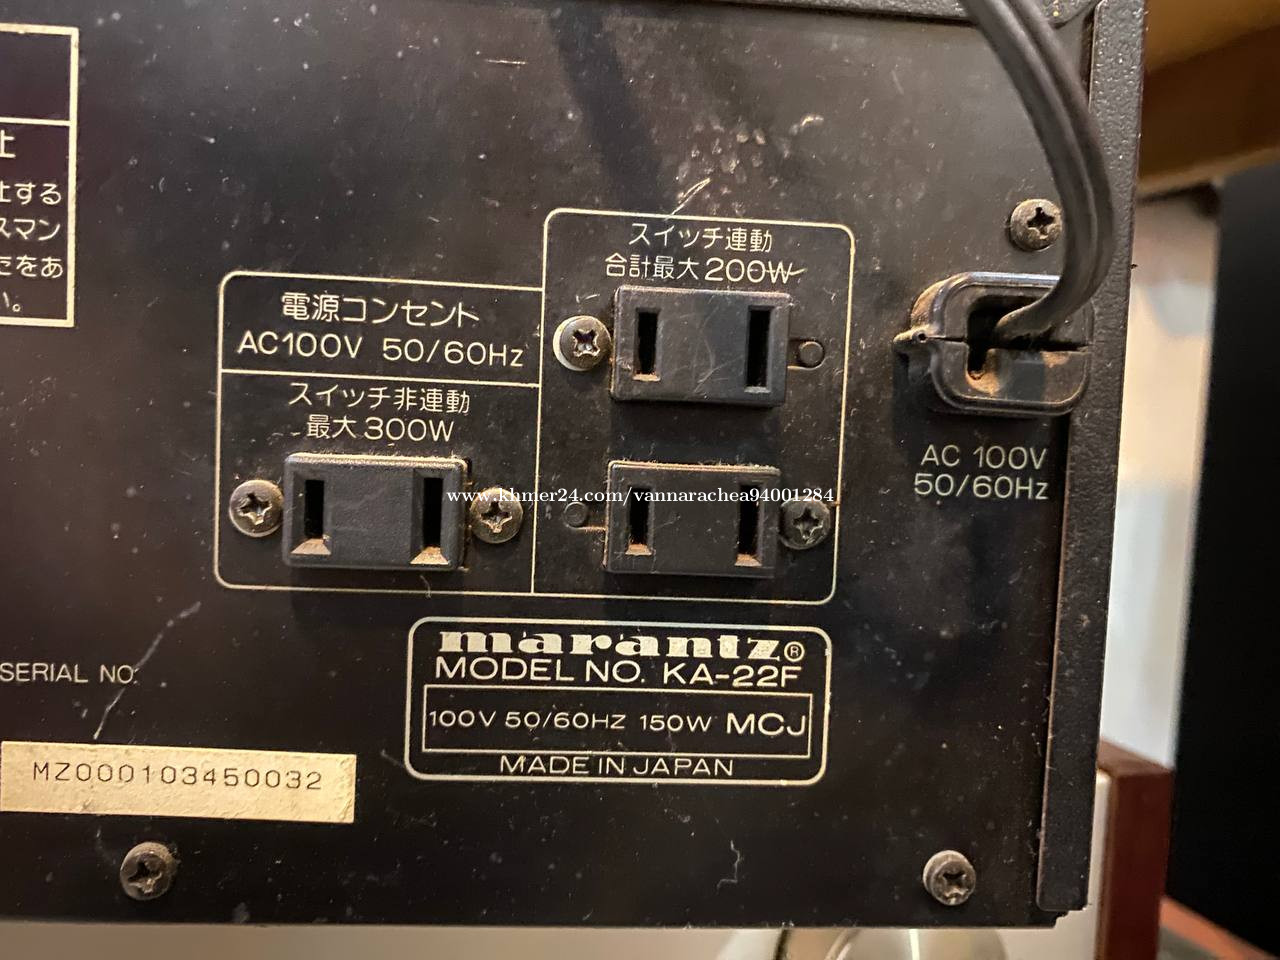 止
止する
スマン
たをあ
い。
スイッチ連動
合計最大200W
電源コンセント
AC100V 50/60Hz
スイッチ非連動
最大300W
AC 100V
50/60Hz
www.khmer24.com/vannarachea94001284
marantz®
MODEL NO. KA-22F
100V 50/60HZ 150W MCJ
MADE IN JAPAN
SERIAL NO.
MZ000103450032